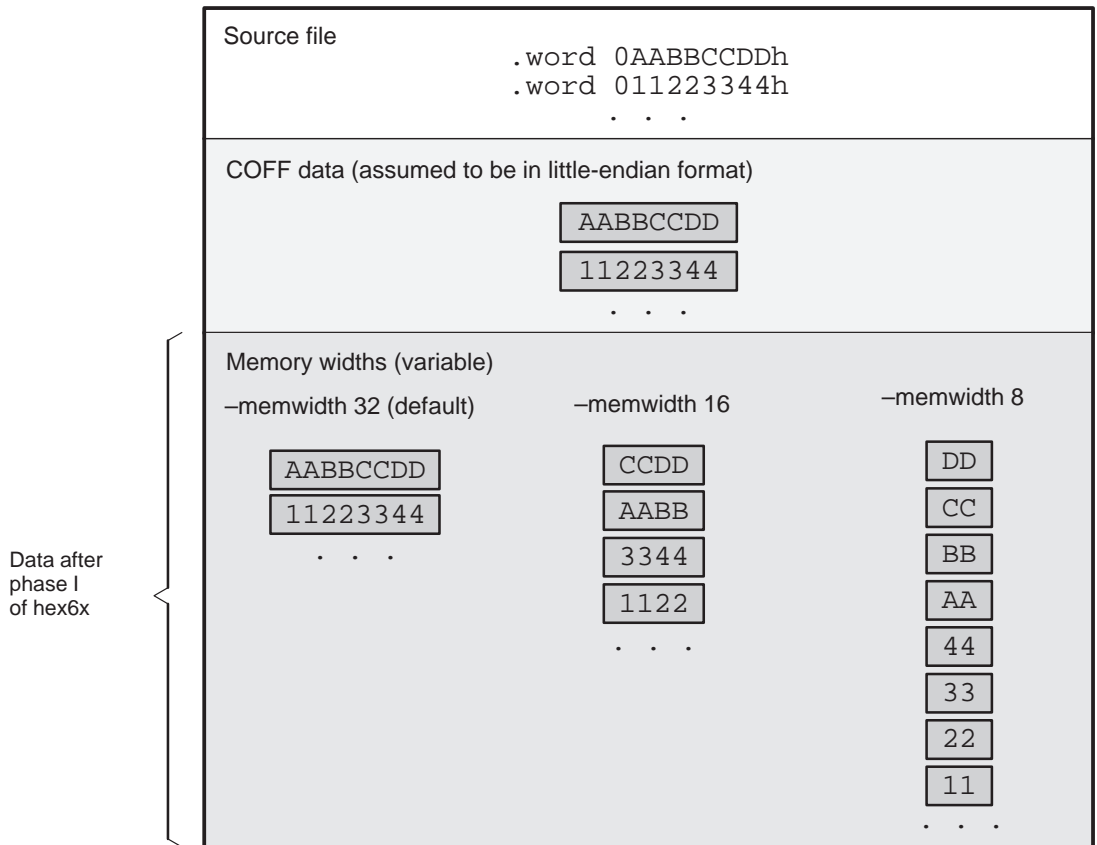 Source file
.word 0AABBCCDDh
.word 011223344h
. . .
COFF data (assumed to be in little-endian format)
AABBCCDD
11223344
. . .
Data after
phase I
of hex6x
Memory widths (variable)
–memwidth 32 (default)
AABBCCDD
11223344
. . .
–memwidth 16
CCDD
AABB
3344
1122
. . .
–memwidth 8
DD
CC
BB
AA
44
33
22
11
. . .